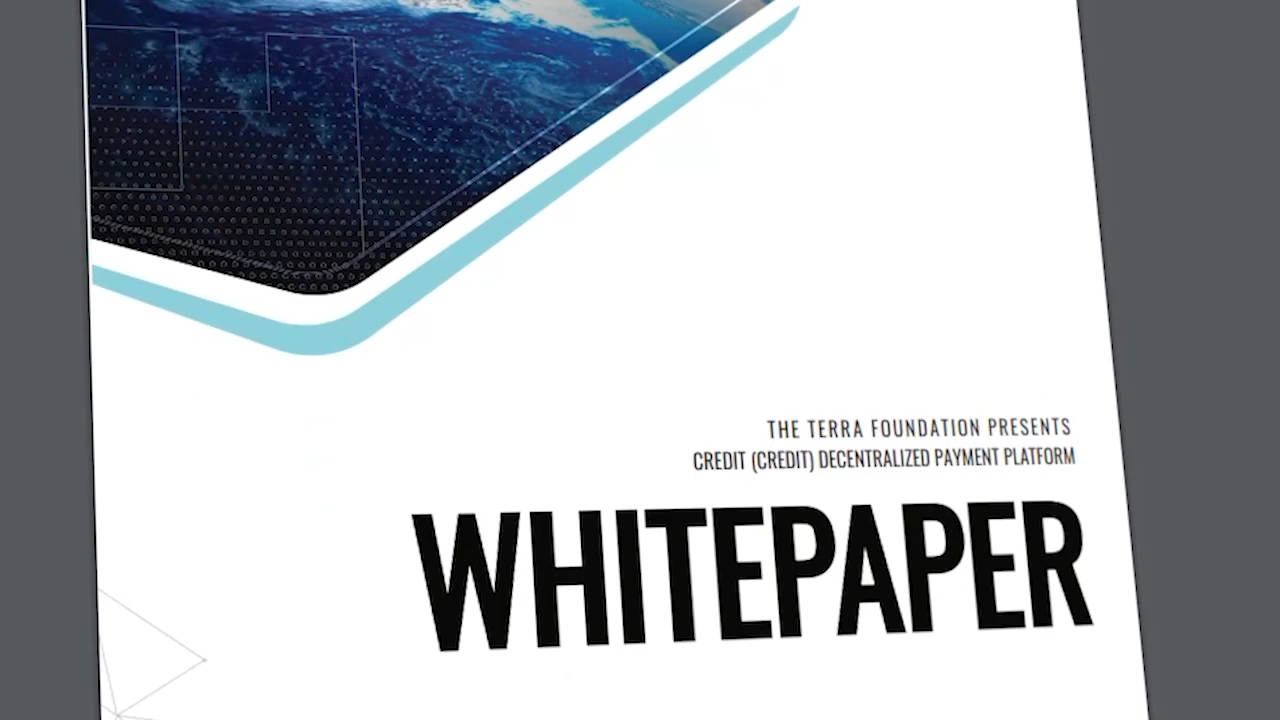 THE TERRA FOUNDATION PRESENTS
CREDIT (CREDIT) DECENTRALIZED PAYMENT PLATFORM
WHITEPAPER